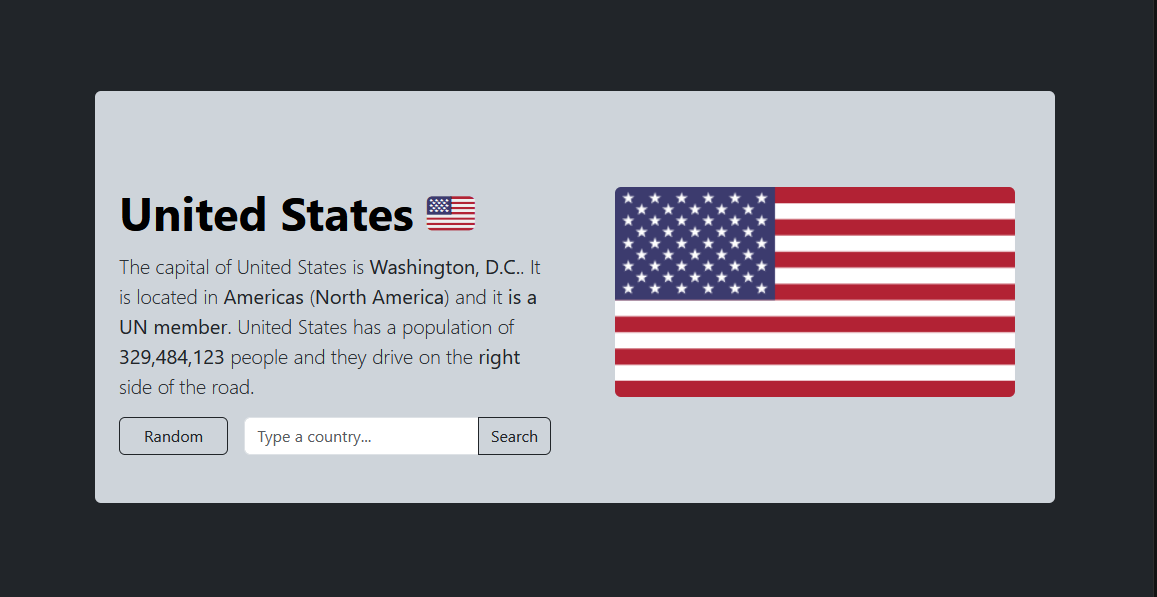 United States
The capital of United States is Washington, D.C.. It
is located in Americas (North America) and it is a
UN member. United States has a population of
329,484,123 people and they drive on the right
side of the road.
Random
Type a country...
Search